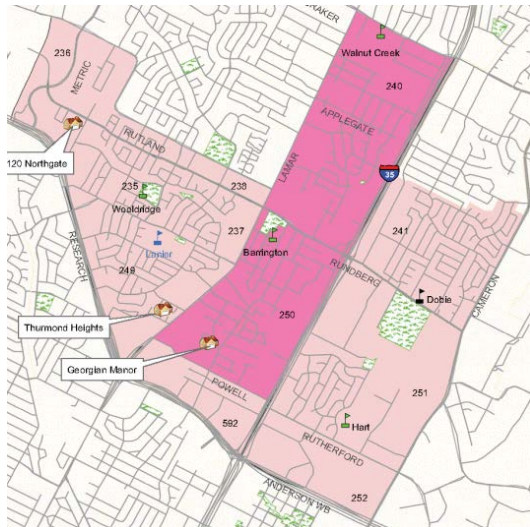 RAKER
Walnut Creek
236
METRIC
240
APPLEGATE
120 Northgate
RUTLAND
LAMAR
35
235
238
Wooldridge
237
Barrington
241
Lanier
RUNDBERG
RESEARCH
249
Dobie
CAMERON
Thurmond Heights
250
Georgian Manor
POWELL
251
592
Hart
RUTHERFORD
ANDERSON WB
252